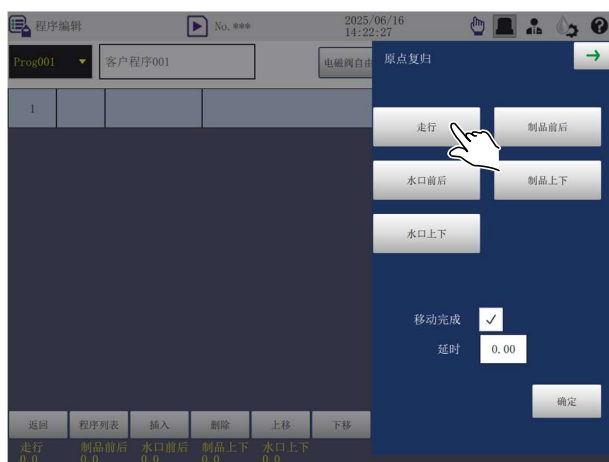 程序编辑
No. ***
2025/06/16
14:22:27
Prog001
客户程序001
电磁阀自由
原点复归
1
走行
制品前后
水口前后
制品上下
水口上下
移动完成
延时
0.00
确定
返回
程序列表
插入
删除
上移
下移
走行 制品前后 水口前后 制品上下 水口上下
0.0 0.0 0.0 0.0 0.0